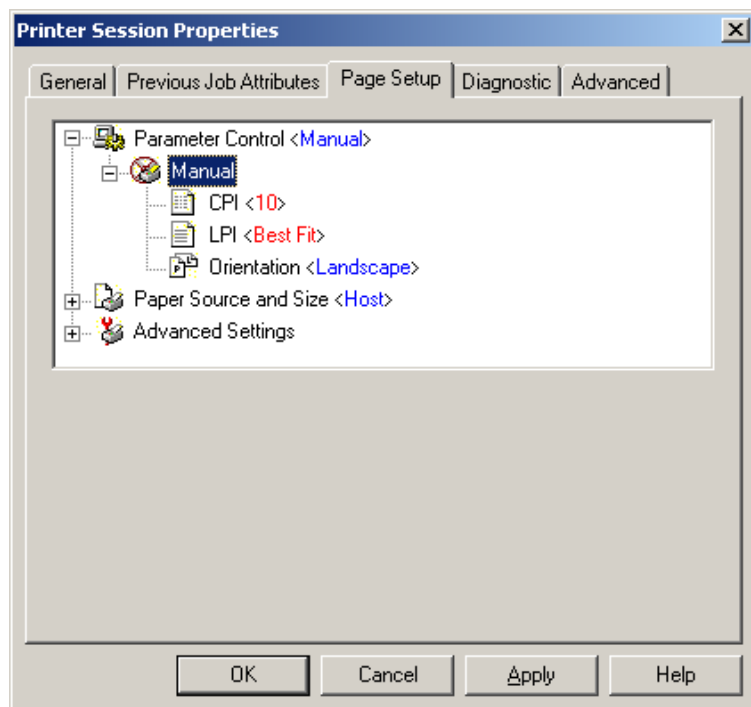 Printer Session Properties
General Previous Job Attributes Page Setup Diagnostic Advanced
Parameter Control <Manual>
Manual
CPI <10>
LPI <Best Fit>
Orientation <Landscape>
Paper Source and Size <Host>
Advanced Settings
OK Cancel Apply Help